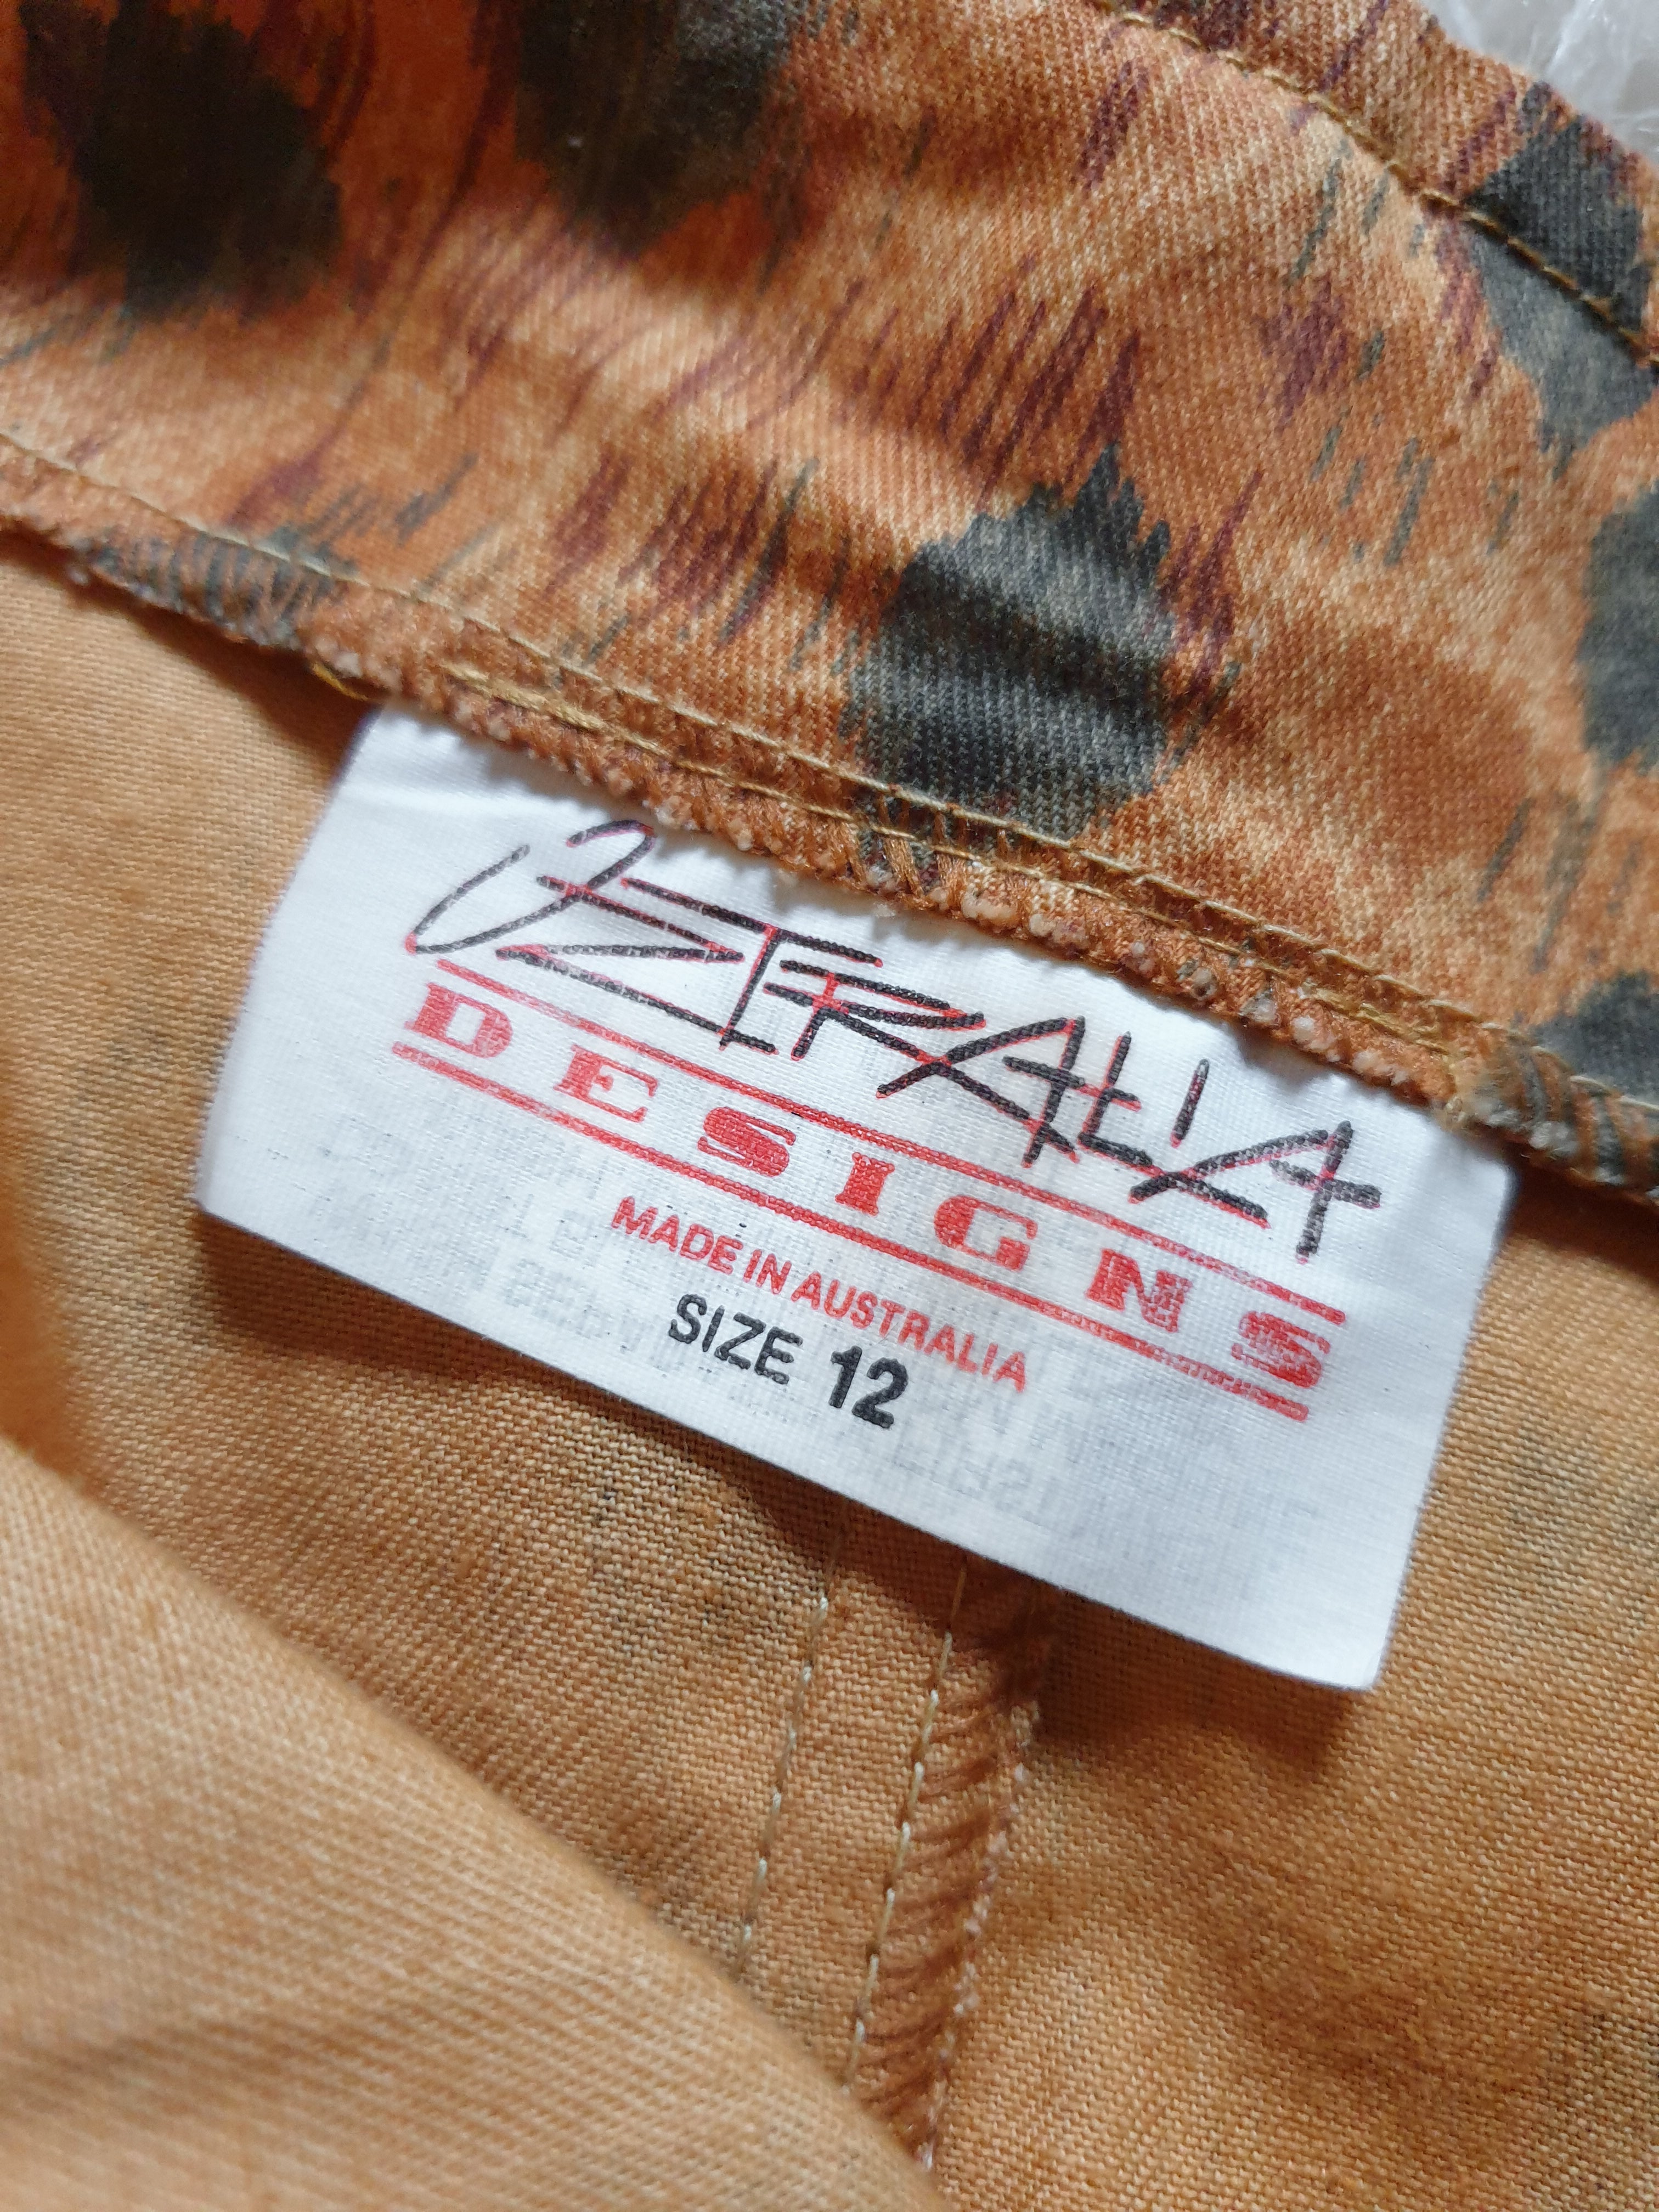 OZTRALIA
DESIGNS
MADE IN AUSTRALIA
SIZE 12